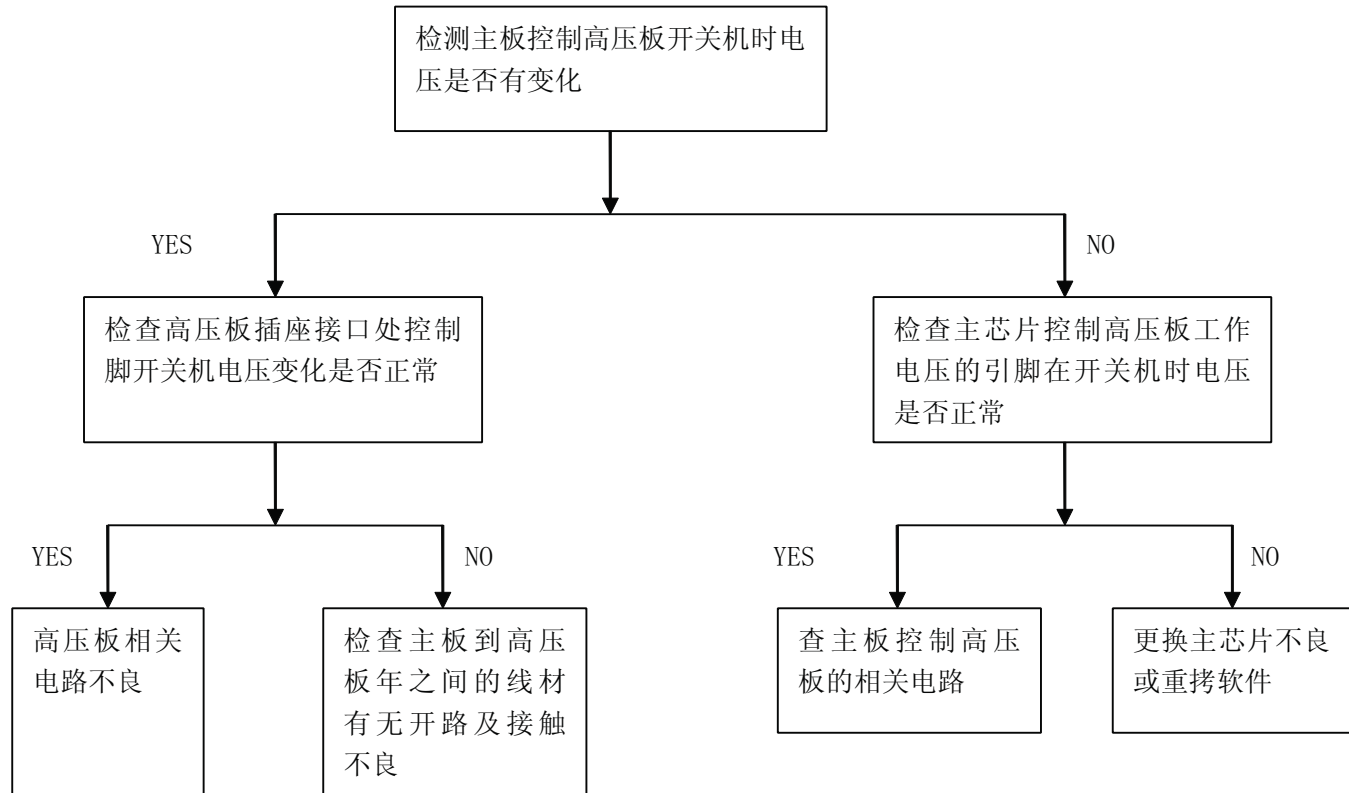 检测主板控制高压板开关机时电
压是否有变化
YES
NO
检查高压板插座接口处控制
脚开关机电压变化是否正常
检查主芯片控制高压板工作
电压的引脚在开关机时电压
是否正常
YES
NO
YES
NO
高压板相关
电路不良
检查主板到高压
板年之间的线材
有无开路及接触
不良
查主板控制高压
板的相关电路
更换主芯片不良
或重拷软件